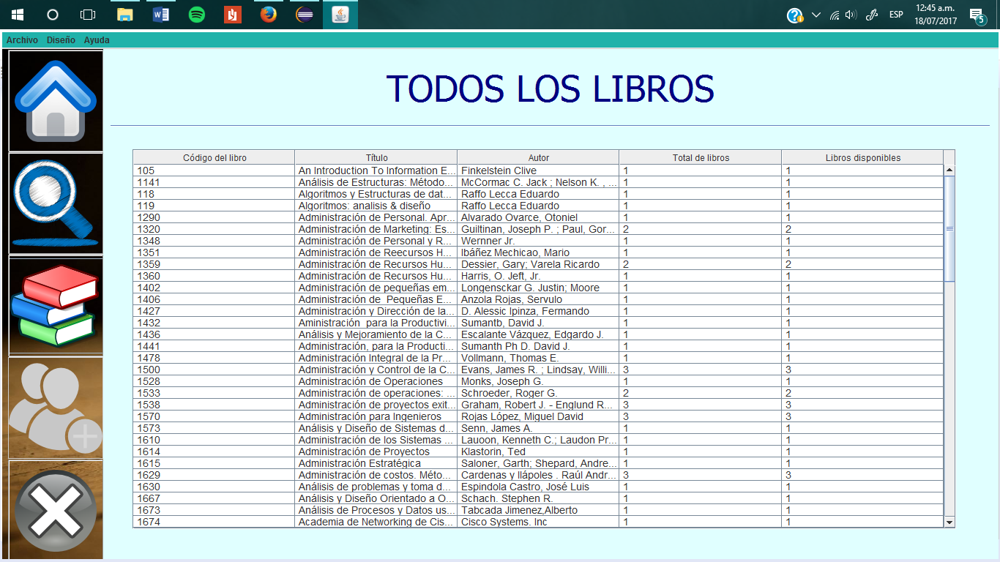 ESP
12:45 a.m.
18/07/2017
5
Archivo Diseño Ayuda
TODOS LOS LIBROS
Código del libro Título Autor Total de libros Libros disponibles
105 An Introduction To Information E... Finkelstein Clive 1 1
1141 Análisis de Estructuras: Método... McCormac C. Jack ; Nelson K. , ... 1 1
118 Algoritmos y Estructuras de dat... Raffo Lecca Eduardo 1 1
119 Algoritmos: analisis & diseño Raffo Lecca Eduardo 1 1
1290 Administración de Personal. Apr... Alvarado Ovarce, Otoniel 1 1
1320 Administración de Marketing: Es... Guiltinan, Joseph P. ; Paul, Gor... 2 2
1348 Administración de Personal y R... Wernner Jr. 1 1
1351 Administración de Reecursos H... Ibáñez Mechicao, Mario 1 1
1359 Administración de Recursos Hu... Dessier, Gary; Varela Ricardo 2 2
1360 Administración de Recursos Hu... Harris, O. Jeft, Jr. 1 1
1402 Administración de pequeñas em... Longensckar G. Justin; Moore 1 1
1406 Administración de  Pequeñas E... Anzola Rojas, Servulo 1 1
1427 Administración y Dirección de la... D. Alessic Ipinza, Fernando 1 1
1432 Aministración  para la Productivi... Sumantb, David J. 1 1
1436 Análisis y Mejoramiento de la C... Escalante Vázquez, Edgardo J. 1 1
1441 Administración, para la Producti... Sumanth Ph D. David J. 1 1
1478 Administración Integral de la Pr... Vollmann, Thomas E. 1 1
1500 Administración y Control de la C... Evans, James R. ; Lindsay, Willi... 3 3
1528 Administración de Operaciones Monks, Joseph G. 1 1
1533 Administración de operaciones: ... Schroeder, Roger G. 2 2
1538 Administración de proyectos exit... Graham, Robert J. - Englund R... 3 3
1570 Administración para Ingenieros Rojas López, Miguel David 3 3
1573 Análisis y Diseño de Sistemas d... Senn, James A. 1 1
1610 Administración de los Sistemas ... Lauoon, Kenneth C.; Laudon Pr... 1 1
1614 Administración de Proyectos Klastorin, Ted 1 1
1615 Administración Estratégica Saloner, Garth; Shepard, Andre... 1 1
1629 Administración de costos. Méto... Cardenas y llápoles . Raúl Andr... 3 3
1630 Análisis de problemas y toma d... Espindola Castro, José Luis 1 1
1667 Análisis y Diseño Orientado a O... Schach. Stephen R. 1 1
1673 Análisis de Procesos y Datos us... Tabcada Jimenez,Alberto 1 1
1674 Academia de Networking de Cis... Cisco Systems. Inc 1 1